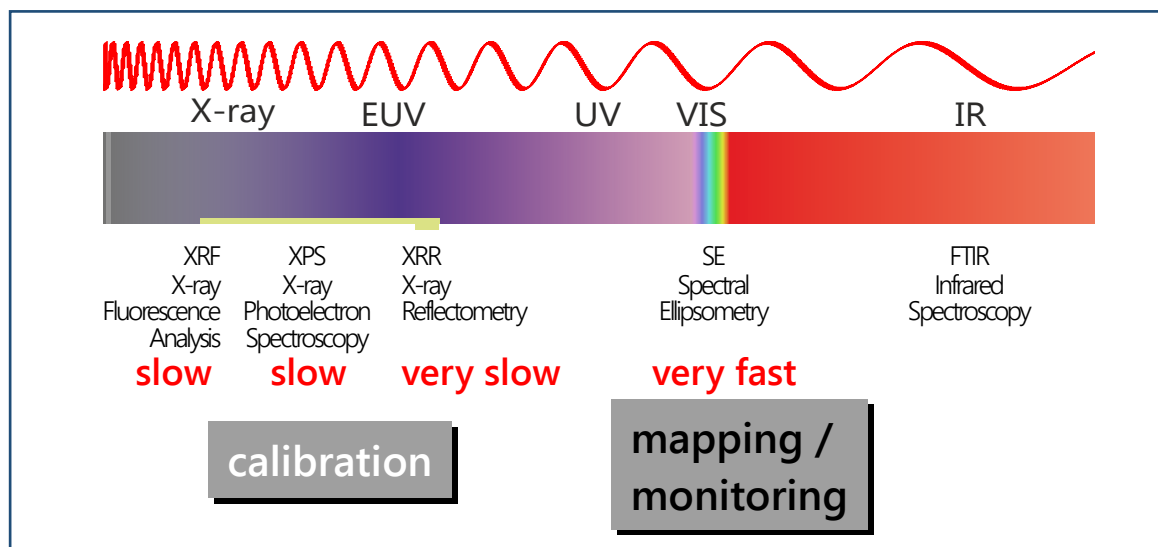 X-ray EUV UV VIS IR
XRF
X-ray
Fluorescence
Analysis
XPS
X-ray
Photoelectron
Spectroscopy
XRR
X-ray
Reflectometry
SE
Spectral
Ellipsometry
FTIR
Infrared
Spectroscopy
slow slow very slow very fast
calibration
mapping /
monitoring